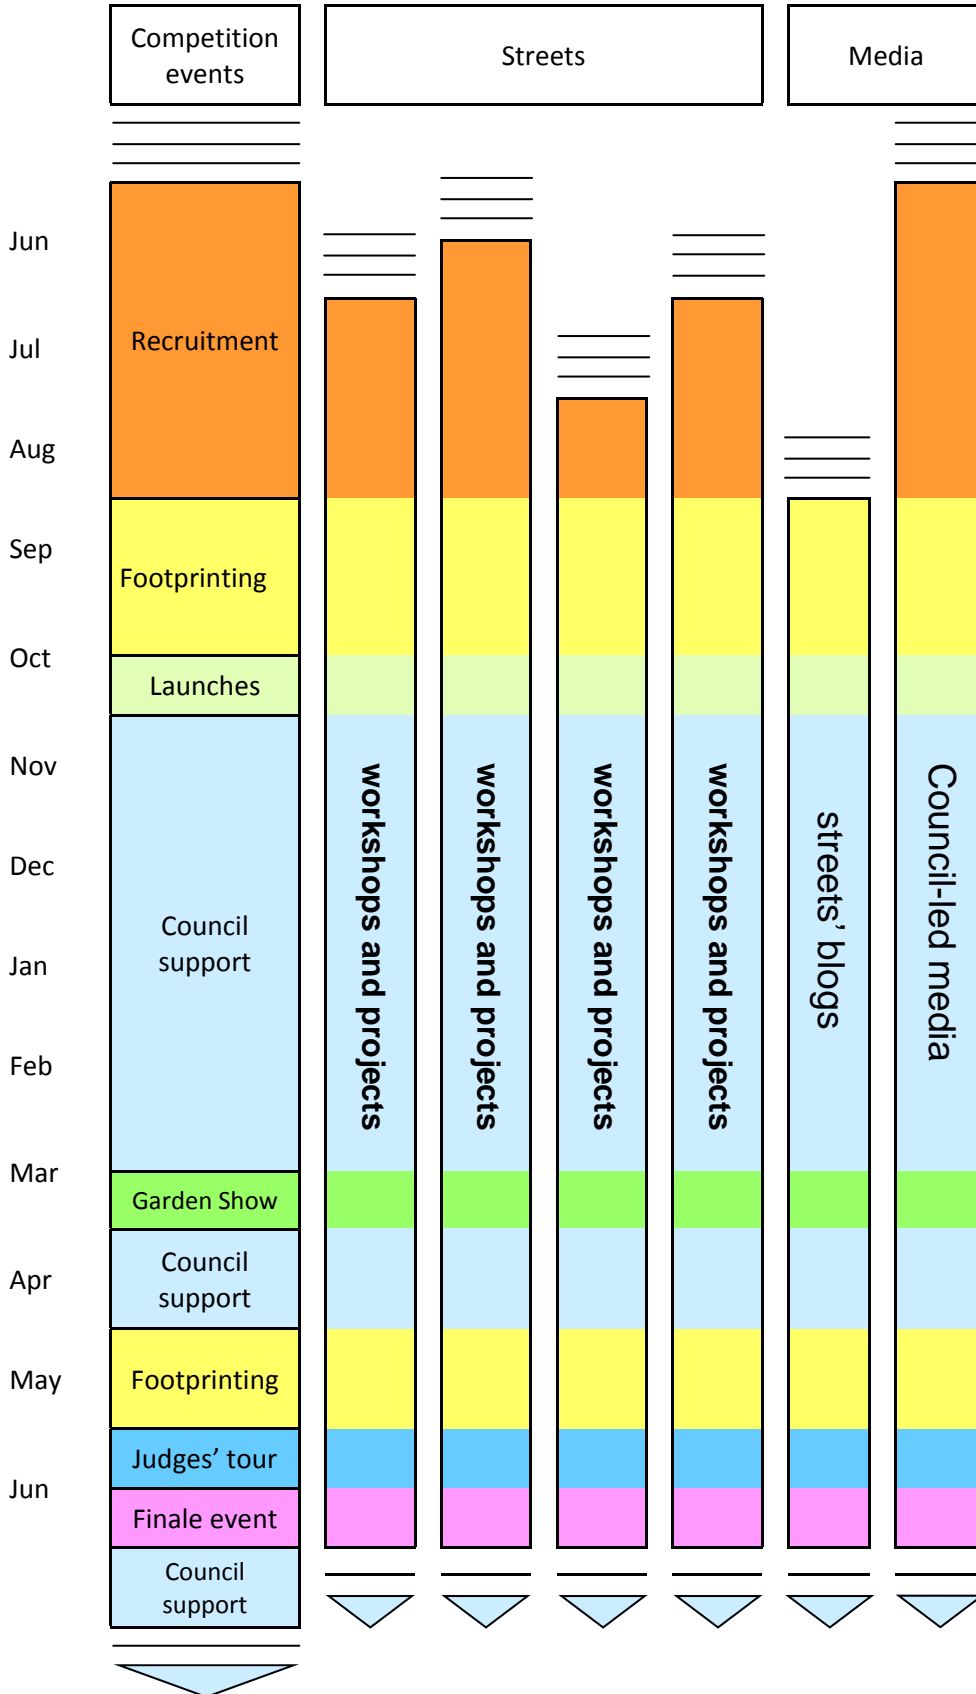 Competition
events
Streets
Media
Jun
Jul
Aug
Sep
Oct
Nov
Dec
Jan
Feb
Mar
Apr
May
Jun
Recruitment
Footprinting
Launches
Council
support
Garden Show
Council
support
Footprinting
Judges’ tour
Finale event
Council
support
workshops and projects
workshops and projects
workshops and projects
workshops and projects
streets’ blogs
Council-led media